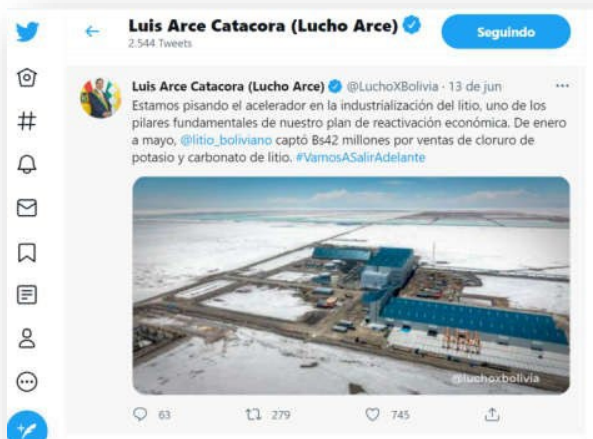 Luis Arce Catacora (Lucho Arce)
2.544 Tweets
Seguindo
Luis Arce Catacora (Lucho Arce) @LuchoXBolivia · 13 de jun
Estamos pisando el acelerador en la industrialización del litio, uno de los
pilares fundamentales de nuestro plan de reactivación económica. De enero
a mayo, @litio_boliviano captó Bs42 millones por ventas de cloruro de
potasio y carbonato de litio. #VamosASalirAdelante
@luchoxbolivia
63
279
745